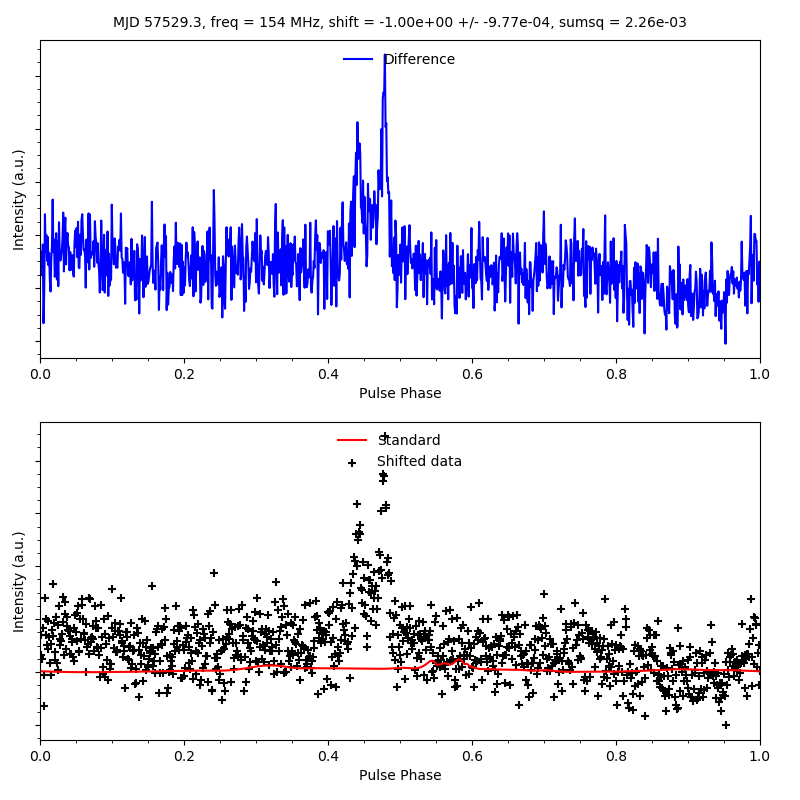 MJD 57529.3, freq = 154 MHz, shift = -1.00e+00 +/- -9.77e-04, sumsq = 2.26e-03
Difference
Intensity (a.u.)
0.0 0.2 0.4 0.6 0.8 1.0
Pulse Phase
Standard
Shifted data
Intensity (a.u.)
0.0 0.2 0.4 0.6 0.8 1.0
Pulse Phase